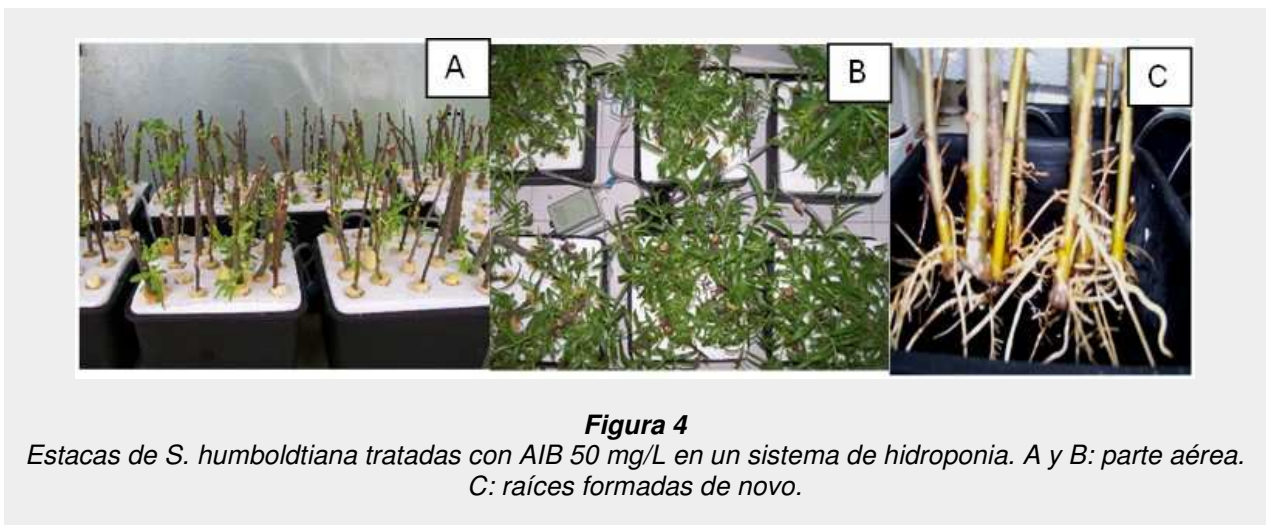 A
B
C
Figura 4
Estacas de S. humboldtiana tratadas con AIB 50 mg/L en un sistema de hidroponia. A y B: parte aérea.
C: raíces formadas de novo.